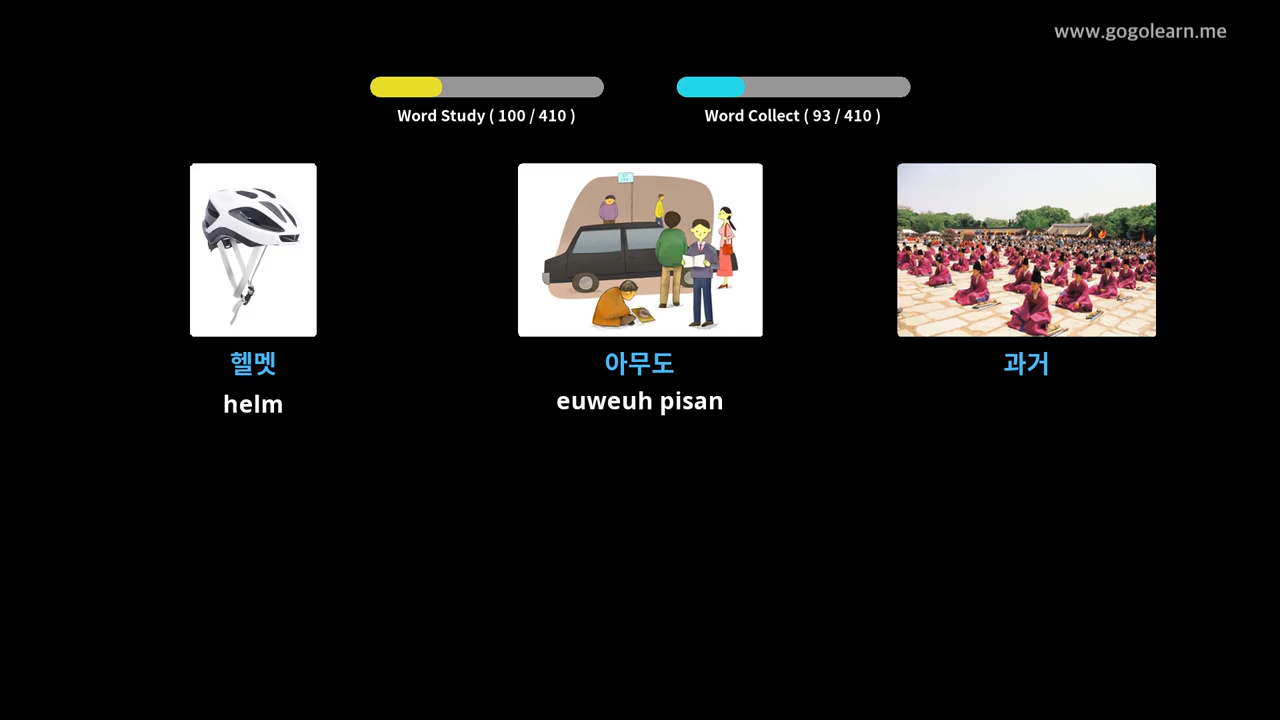 www.gogolearn.me
Word Study ( 100 / 410 )
Word Collect ( 93 / 410 )
헬멧
아무도
과거
helm
euweuh pisan